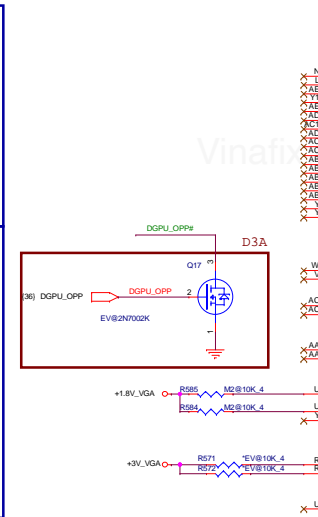 Vinafix
DGPU_OPP#
D3A
Q17
3
(36) DGPU_OPP
DGPU_OPP
2
EV@2N7002K
1
+1.8V_VGA
R585
M2@10K_4
R584
M2@10K_4
+3V_VGA
R571
*EV@10K_4
R572
*EV@10K_4